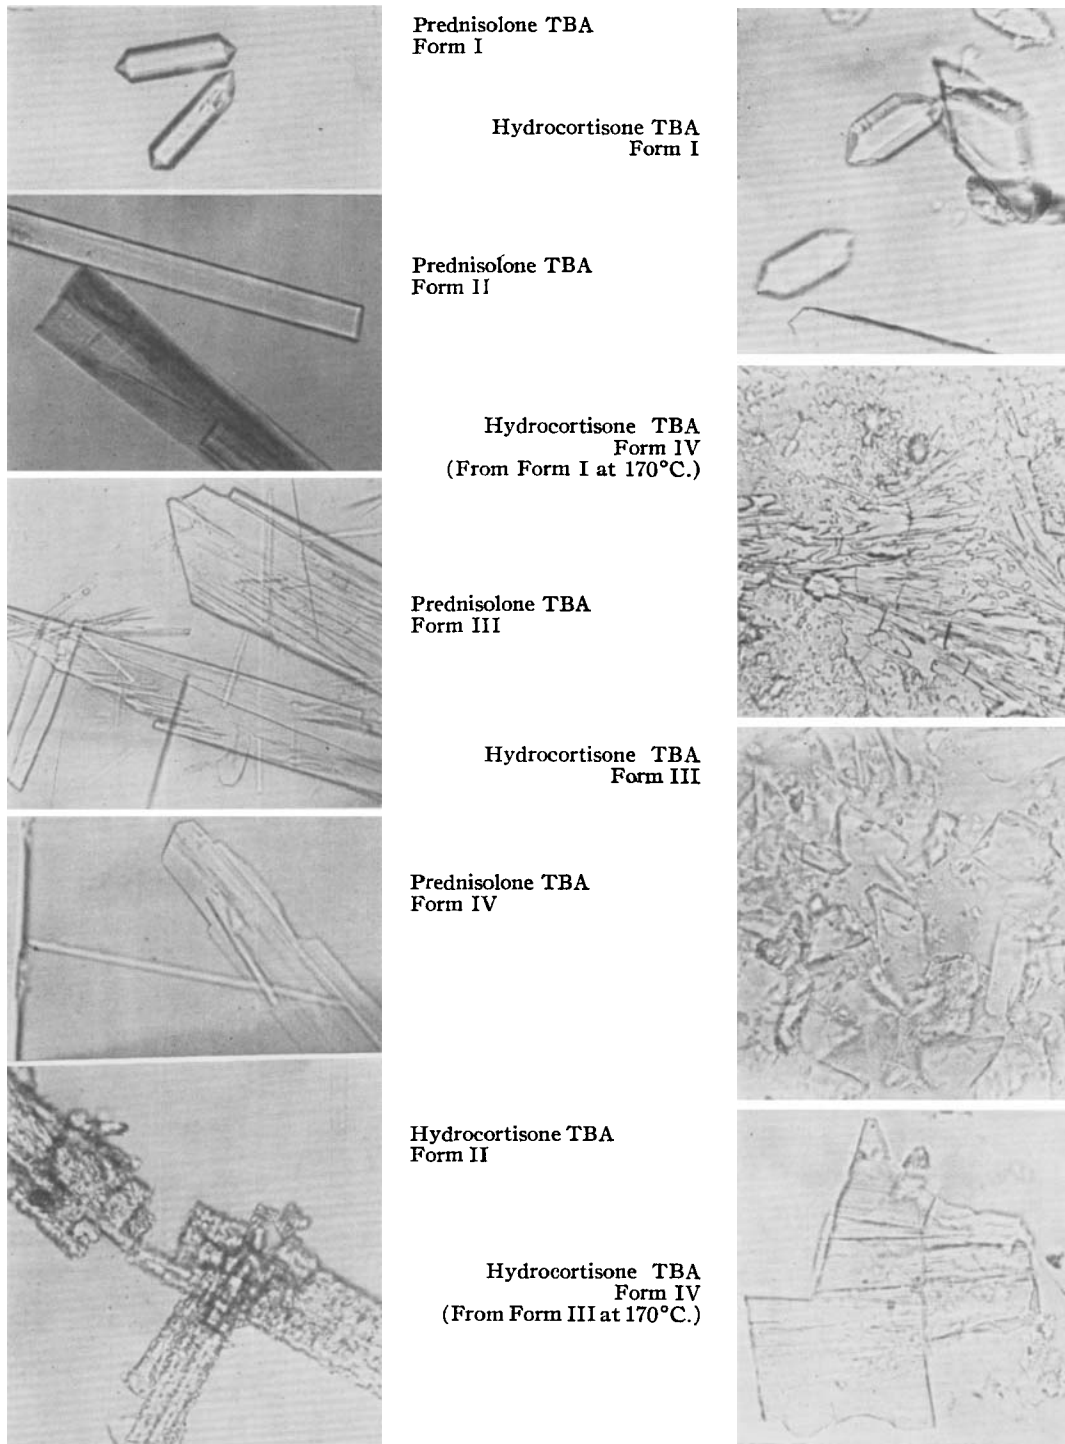 Prednisolone TBA
Form I
Hydrocortisone TBA
Form I
Prednisolone TBA
Form II
Hydrocortisone TBA
Form IV
(From Form I at 170°C.)
Prednisolone TBA
Form III
Hydrocortisone TBA
Form III
Prednisolone TBA
Form IV
Hydrocortisone TBA
Form II
Hydrocortisone TBA
Form IV
(From Form III at 170°C.)